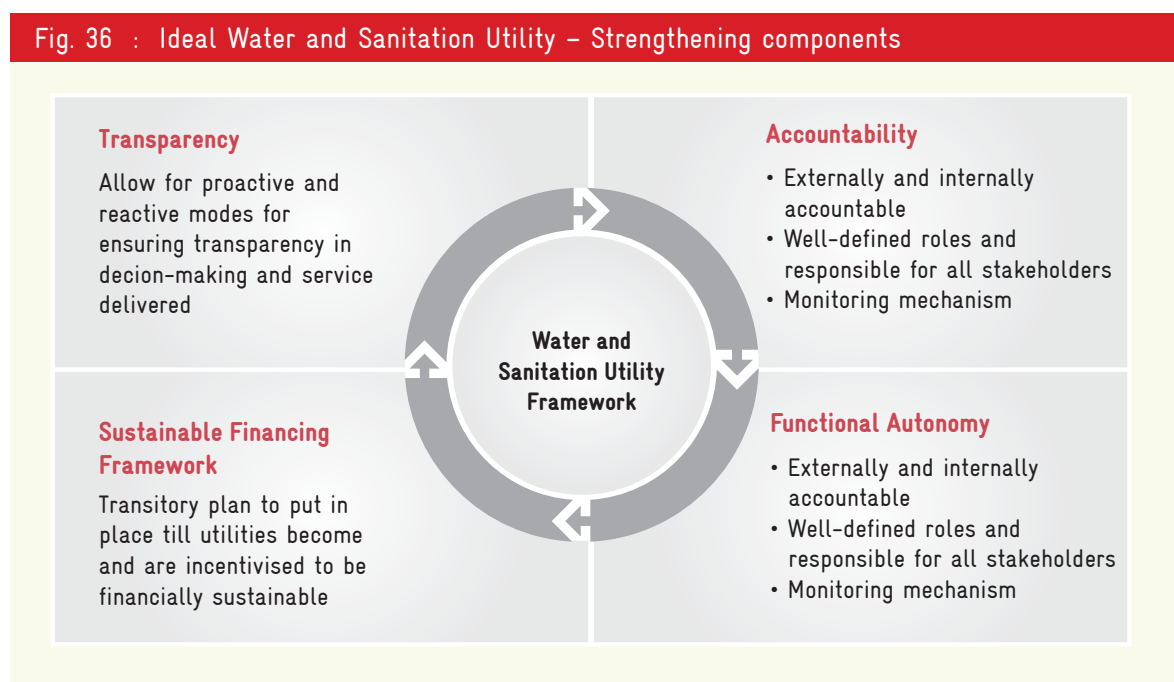 Fig. 36 : Ideal Water and Sanitation Utility – Strengthening components
Transparency
Allow for proactive and
reactive modes for
ensuring transparency in
decion-making and service
delivered
Accountability
• Externally and internally
accountable
• Well-defined roles and
responsible for all stakeholders
• Monitoring mechanism
Water and
Sanitation Utility
Framework
Sustainable Financing
Framework
Transitory plan to put in
place till utilities become
and are incentivised to be
financially sustainable
Functional Autonomy
• Externally and internally
accountable
• Well-defined roles and
responsible for all stakeholders
• Monitoring mechanism